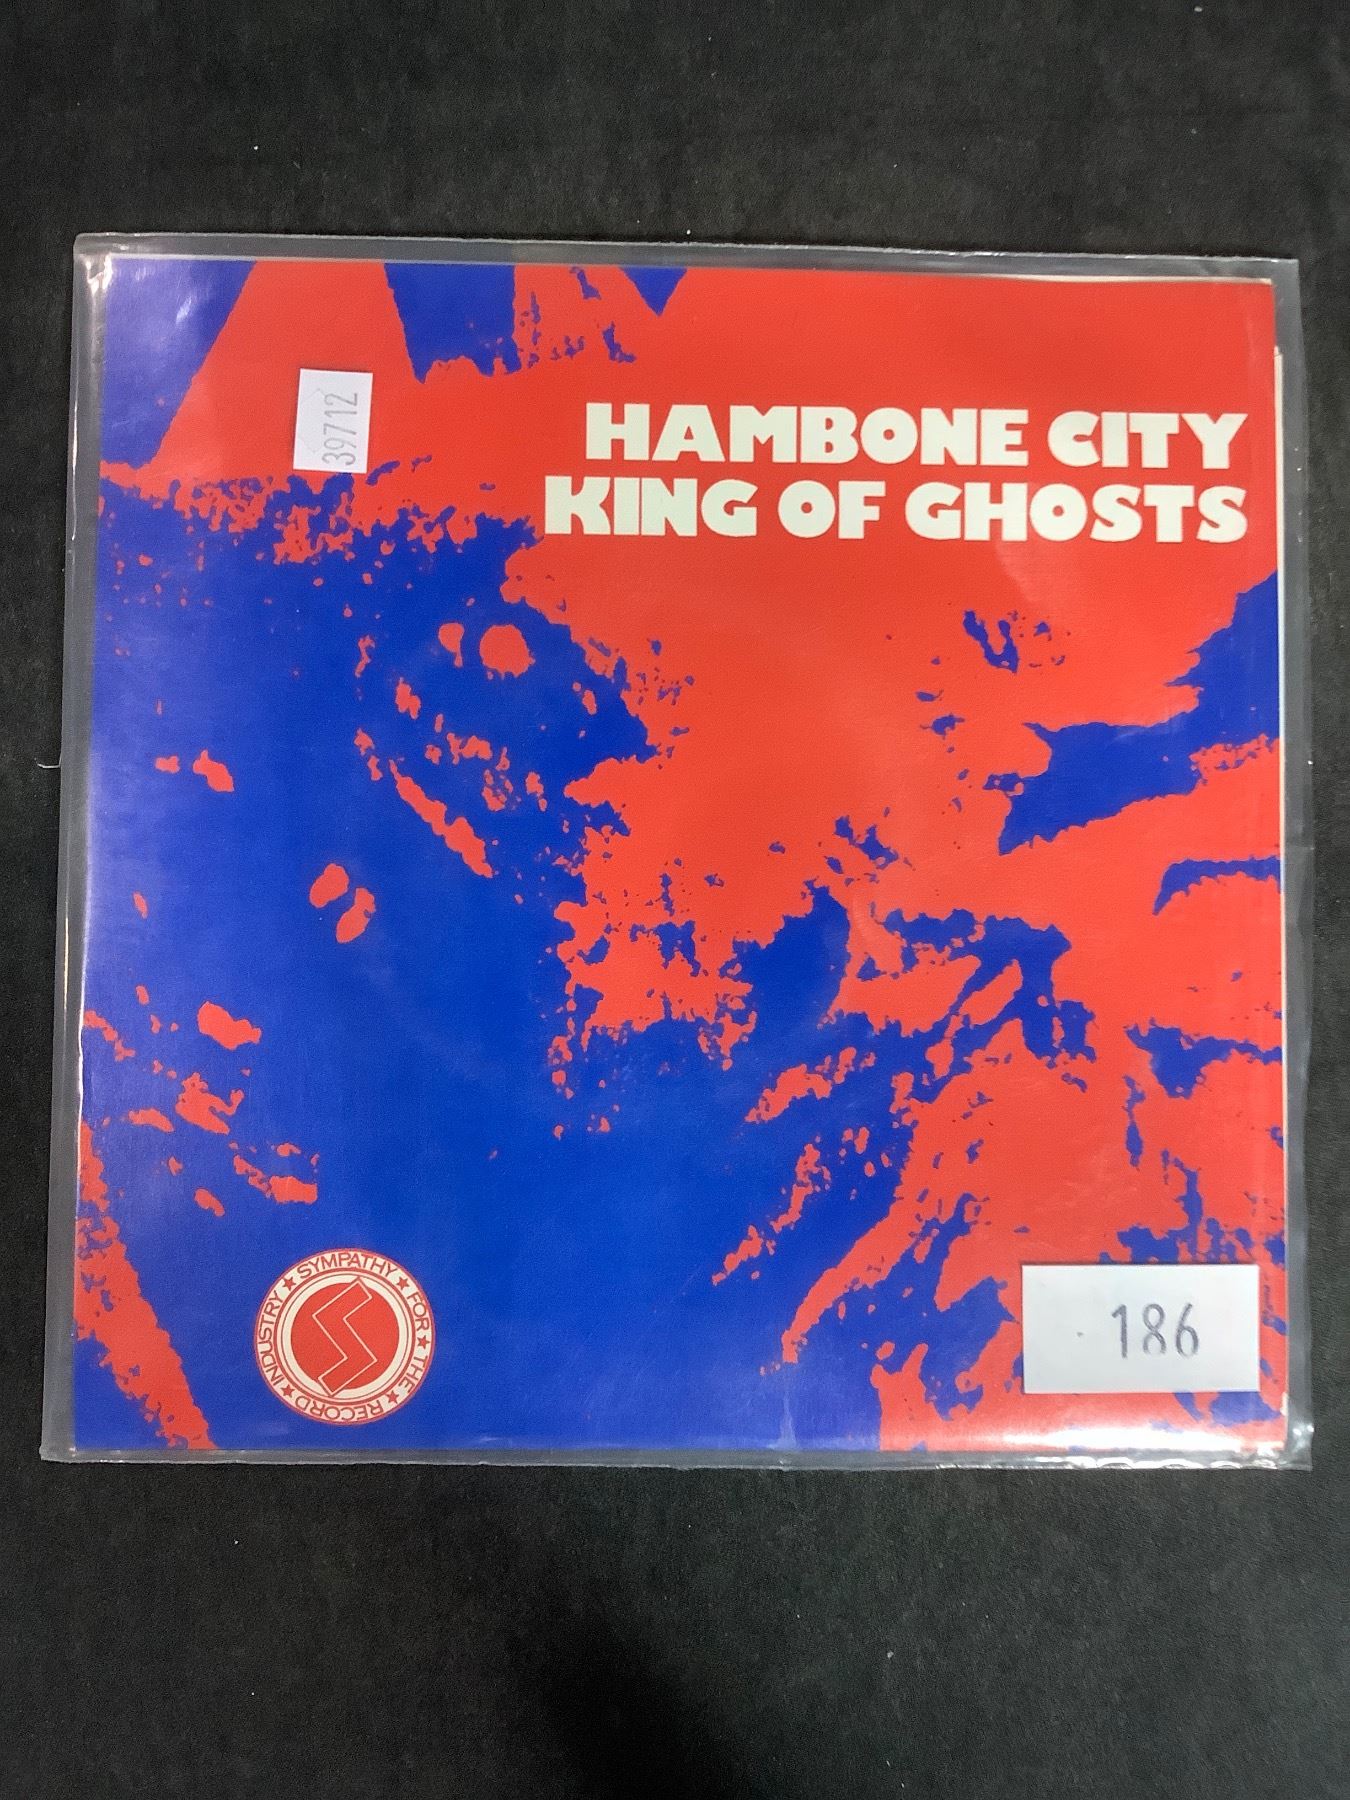 39712
HAMBONE CITY
KING OF GHOSTS
SYMPATHY ★ FOR ★ THE ★ RECORD ★ INDUSTRY ★
186